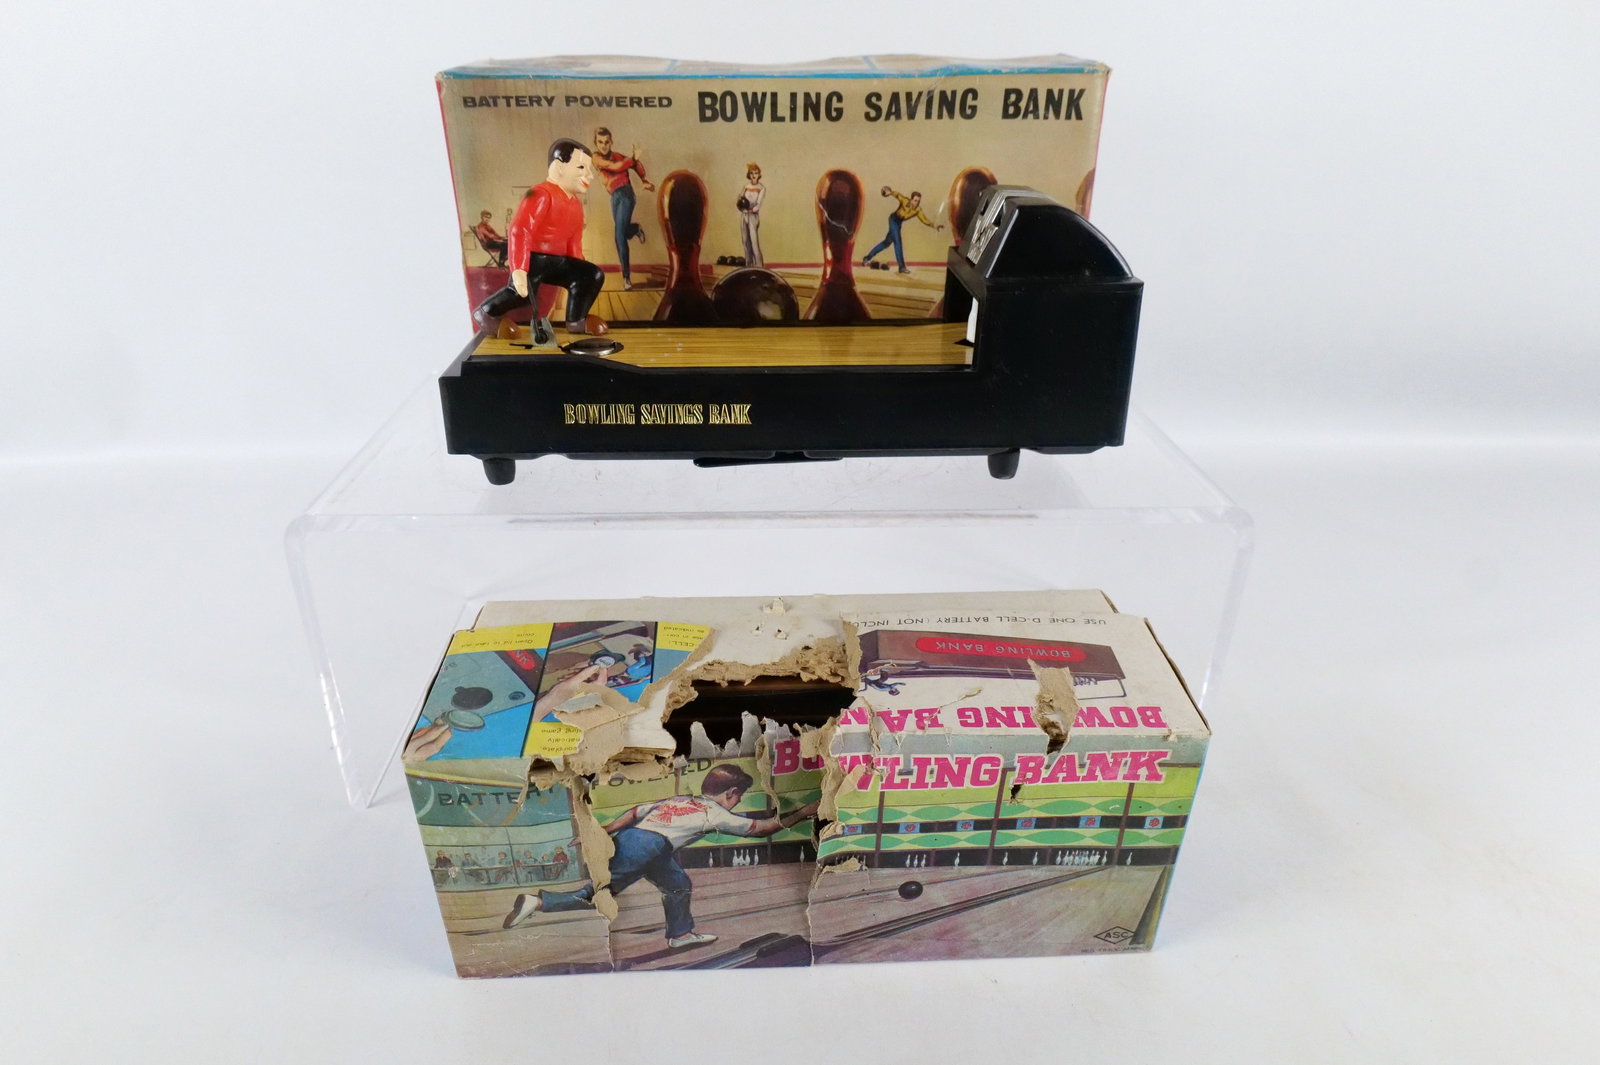 BATTERY POWERED BOWLING SAVING BANK
BOWLING SAVINGS BANK
USE ONE D-CELL BATTERY (NOT INCLU
BOWLING BANK
BOWLING BANK
BATTERY POWERED
BOWLING BANK
ASC